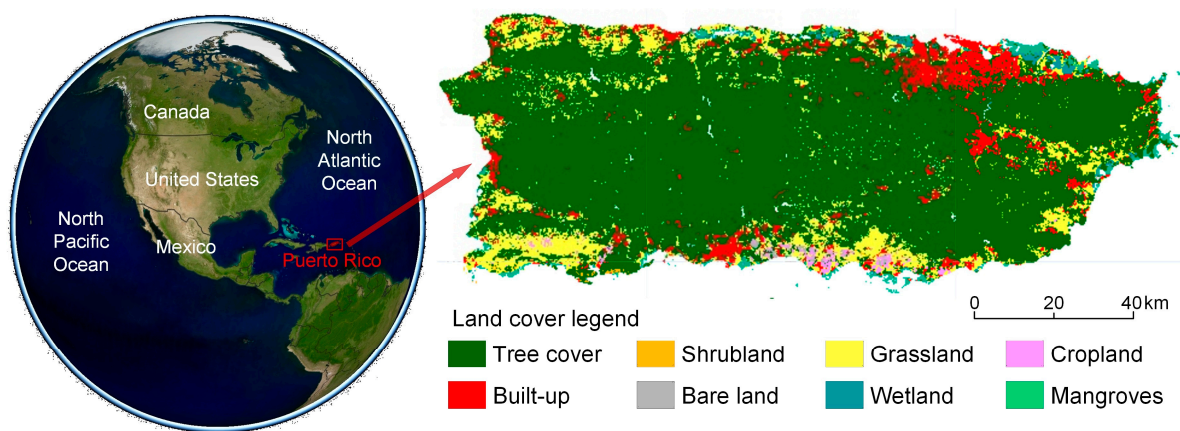 Canada
North
Atlantic
Ocean
United States
North
Pacific
Ocean
Mexico
Puerto Rico
0 20 40 km
Land cover legend
Tree cover
Shrubland
Grassland
Cropland
Built-up
Bare land
Wetland
Mangroves